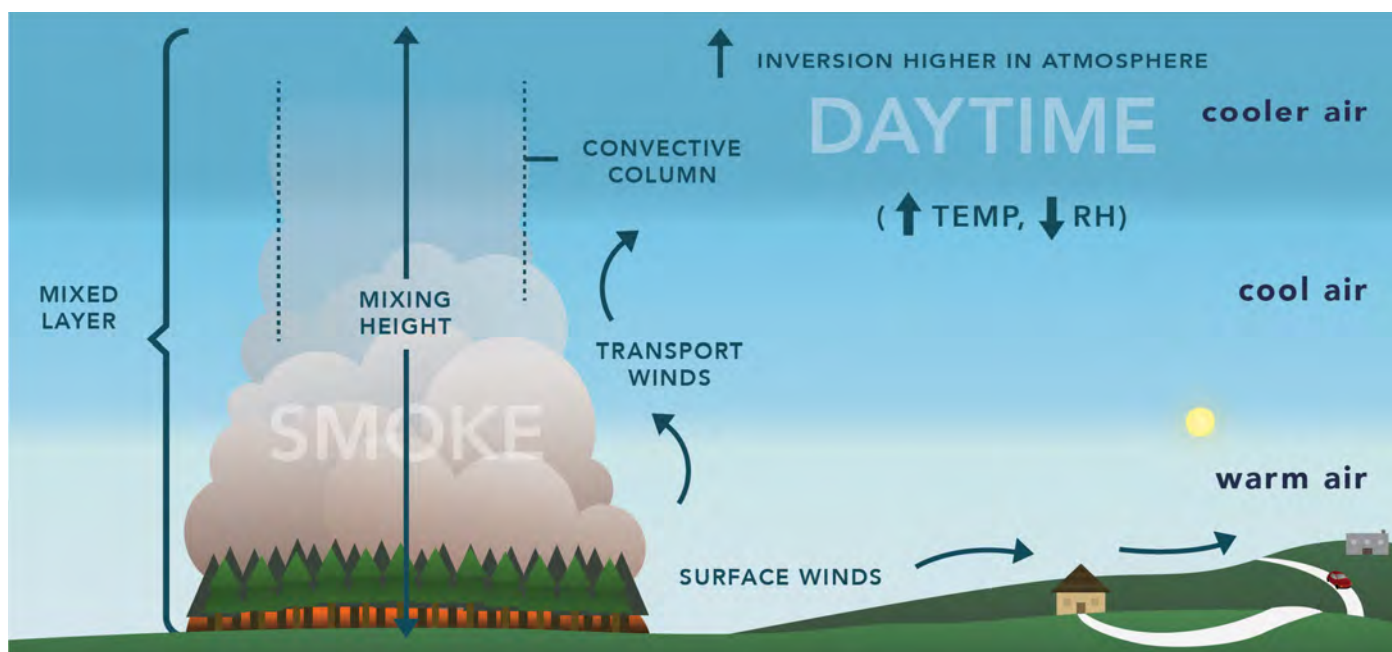 INVERSION HIGHER IN ATMOSPHERE
DAYTIME
cooler air
(↑ TEMP, ↓ RH)
CONVECTIVE
COLUMN
MIXED
LAYER
MIXING
HEIGHT
cool air
TRANSPORT
WINDS
SMOKE
warm air
SURFACE WINDS